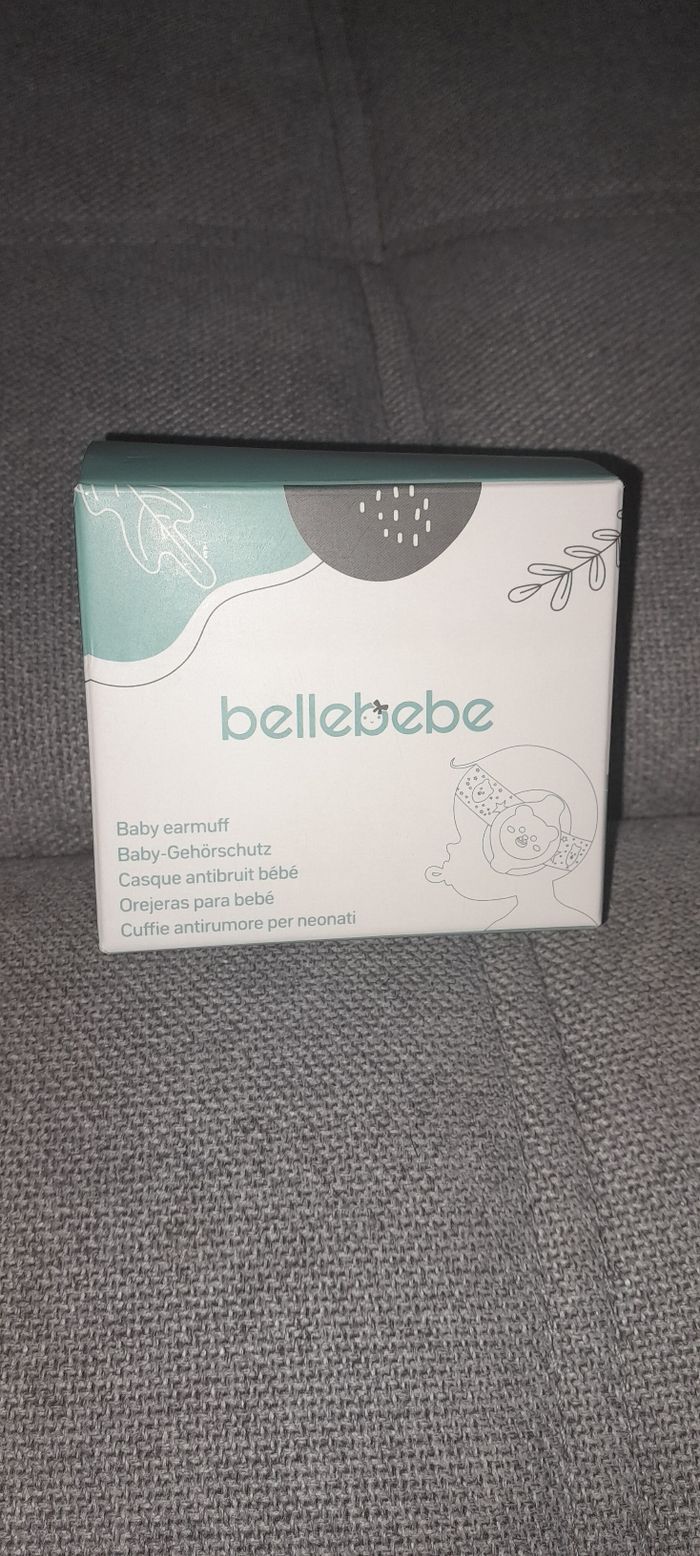 bellebebe
Baby earmuff
Baby-Gehörschutz
Casque antibruit bébé
Orejeras para bebé
Cuffie antirumore per neonati